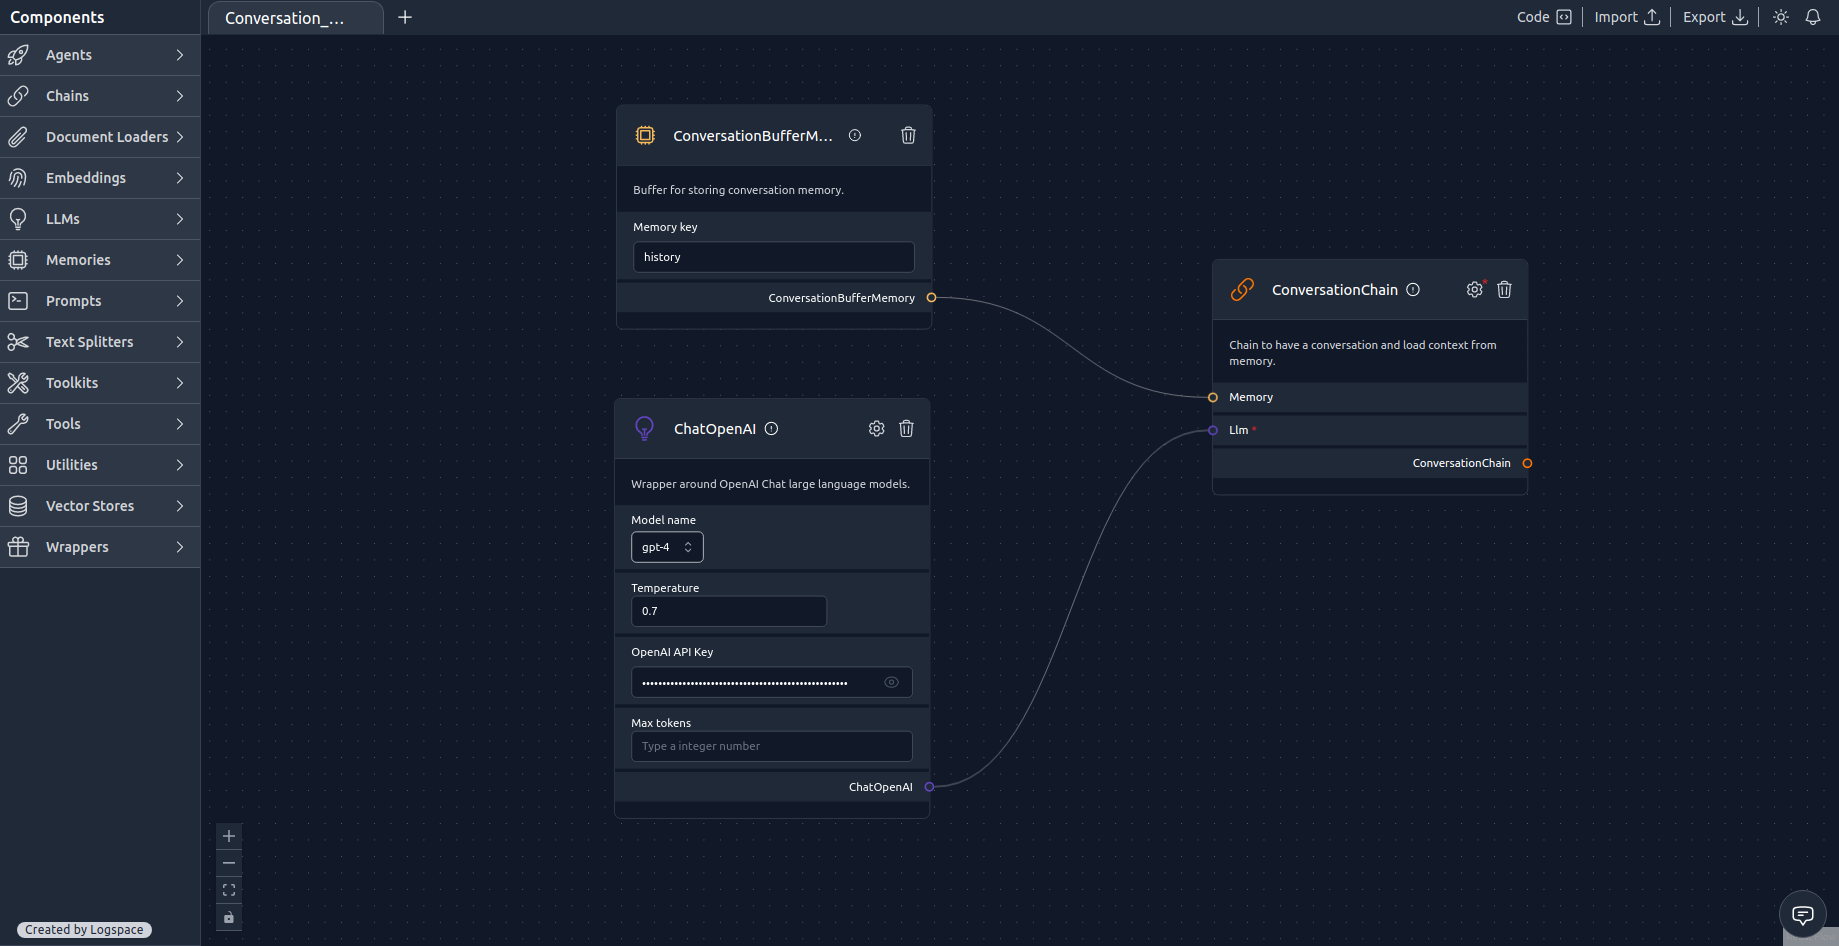 Components
Conversation_...
Code
Import
Export
Agents
Chains
Document Loaders
Embeddings
LLMs
Memories
Prompts
Text Splitters
Toolkits
Tools
Utilities
Vector Stores
Wrappers
Created by Logspace
ConversationBufferM...
Buffer for storing conversation memory.
Memory key
history
ConversationBufferMemory
ChatOpenAI
Wrapper around OpenAI Chat large language models.
Model name
gpt-4
Temperature
0.7
OpenAI API Key
Max tokens
Type a integer number
ChatOpenAI
ConversationChain
Chain to have a conversation and load context from
memory.
Memory
Llm *
ConversationChain